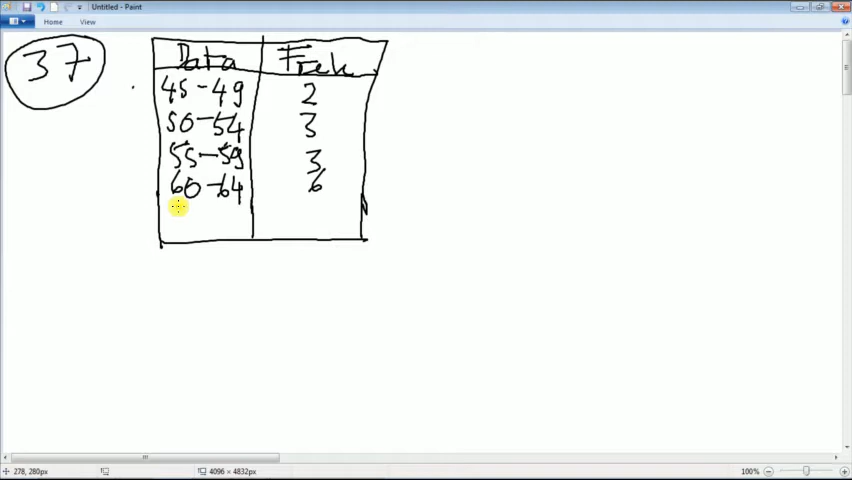 Untitled - Paint
Home View
37
Data Frek
45-49 2
50-54 3
55-59 3
60-64 6
278, 280px 4096 × 4832px 100%